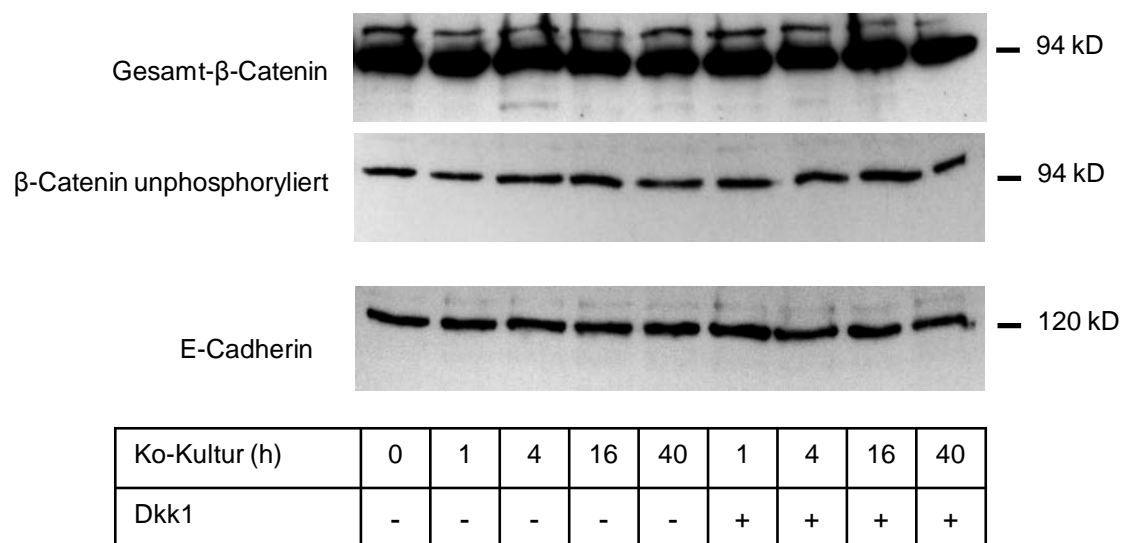 Gesamt-β-Catenin
94 kD
β-Catenin unphosphoryliert
94 kD
E-Cadherin
120 kD
Ko-Kultur (h) 0 1 4 16 40 1 4 16 40
Dkk1 - - - - - + + + +